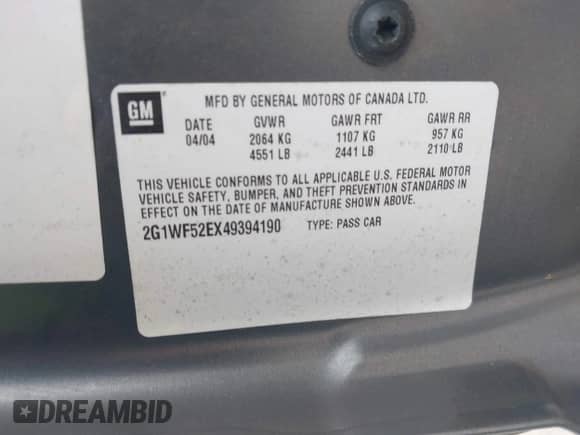 GM
MFD BY GENERAL MOTORS OF CANADA LTD.
DATE GVWR GAWR FRT GAWR RR
04/04 2064 KG 1107 KG 957 KG
4551 LB 2441 LB 2110 LB
THIS VEHICLE CONFORMS TO ALL APPLICABLE U.S. FEDERAL MOTOR
VEHICLE SAFETY, BUMPER, AND THEFT PREVENTION STANDARDS IN
EFFECT ON THE DATE OF MANUFACTURE SHOWN ABOVE.
2G1WF52EX49394190 TYPE: PASS CAR
DREAMBID